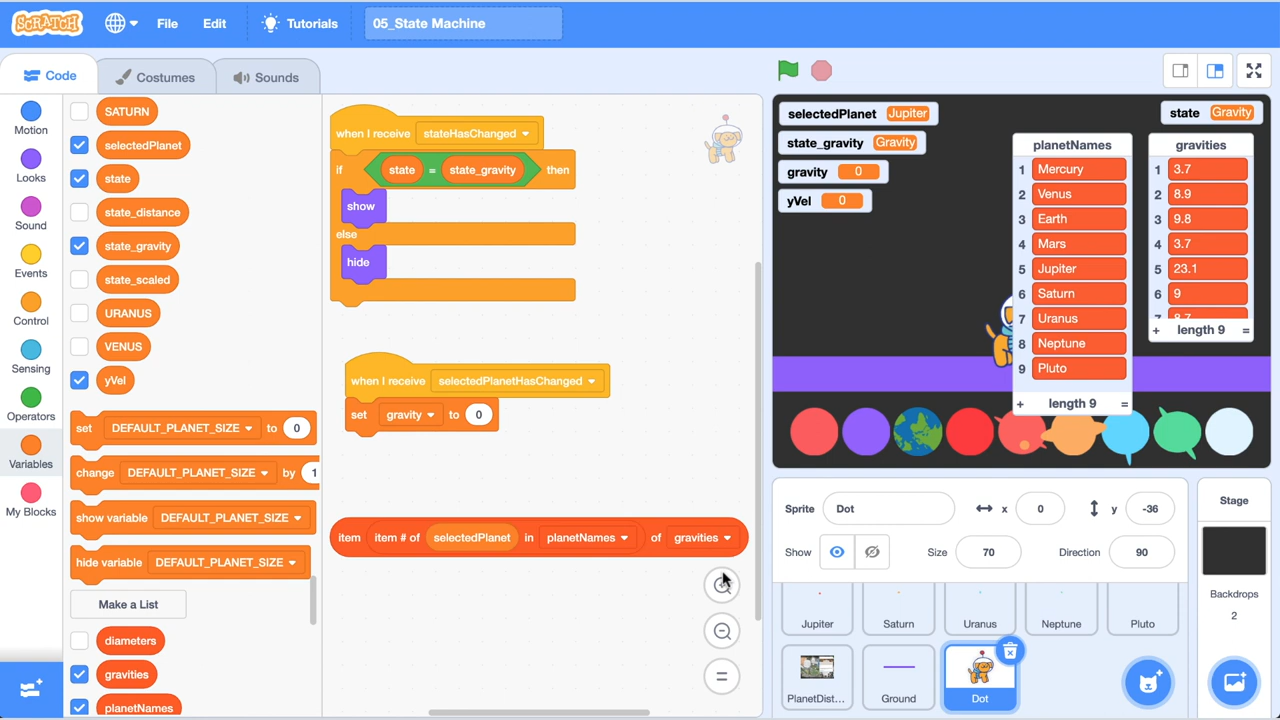 SCRATCH File Edit Tutorials 05_State Machine
Code Costumes Sounds
Motion
Looks
Sound
Events
Control
Sensing
Operators
Variables
My Blocks
SATURN
selectedPlanet
state
state_distance
state_gravity
state_scaled
URANUS
VENUS
yVel
set DEFAULT_PLANET_SIZE to 0
change DEFAULT_PLANET_SIZE by 1
show variable DEFAULT_PLANET_SIZE
hide variable DEFAULT_PLANET_SIZE
Make a List
diameters
gravities
planetNames
when I receive stateHasChanged
if state = state_gravity then
show
else
hide
when I receive selectedPlanetHasChanged
set gravity to 0
item item # of selectedPlanet in planetNames of gravities
selectedPlanet Jupiter
state_gravity Gravity
gravity 0
yVel 0
state Gravity
planetNames
1 Mercury
2 Venus
3 Earth
4 Mars
5 Jupiter
6 Saturn
7 Uranus
8 Neptune
9 Pluto
+ length 9 =
gravities
1 3.7
2 8.9
3 9.8
4 3.7
5 23.1
6 9
7 8.7
+ length 9 =
Sprite Dot x 0 y -36
Show Size 70 Direction 90
Jupiter Saturn Uranus Neptune Pluto
PlanetDist... Ground Dot
Stage
Backdrops
2